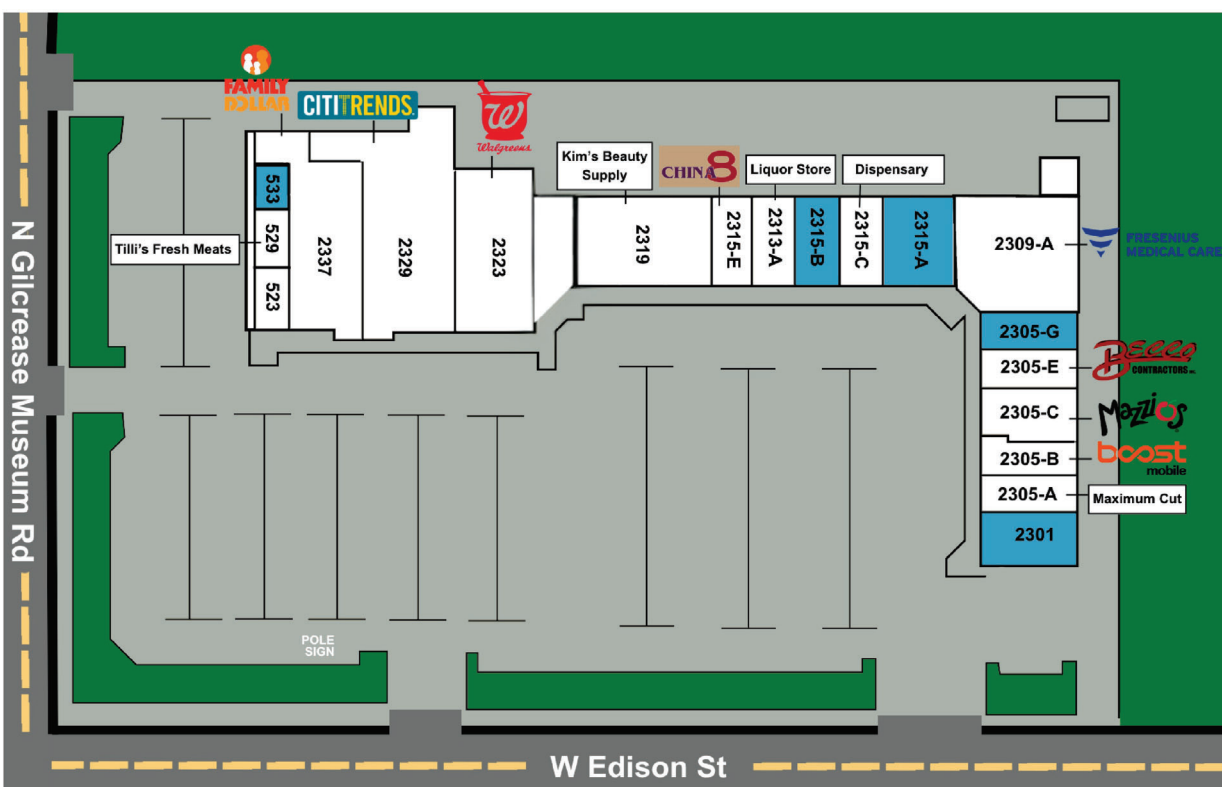 FAMILY
DOLLAR
CITITRENDS
Walgreens
Kim's Beauty
Supply
CHINA 8
Liquor Store
Dispensary
533
529
523
Tilli's Fresh Meats
2337
2329
2323
2319
2315-E
2313-A
2315-B
2315-C
2315-A
2309-A
FRESENIUS
MEDICAL CARE
2305-G
2305-E
BECCO
CONTRACTORS INC.
2305-C
Mazzios
2305-B
boost
mobile
2305-A
Maximum Cut
2301
POLE
SIGN
N Gilcrease Museum Rd
W Edison St